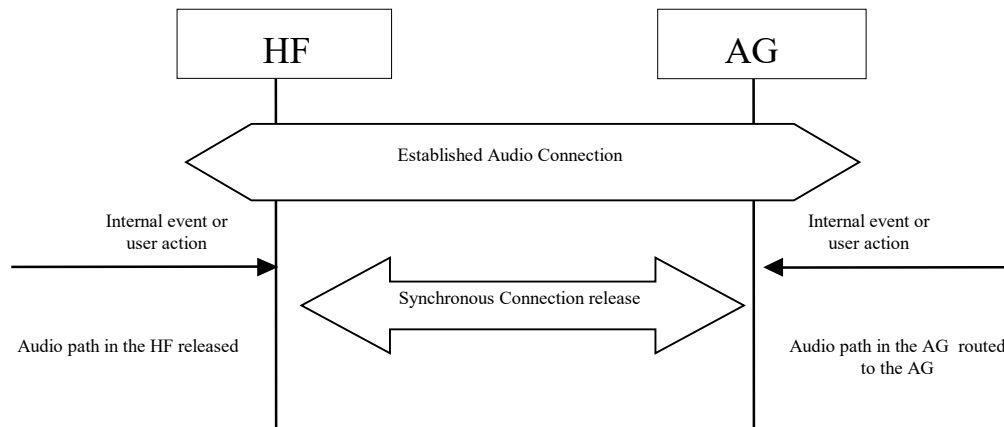 HF
AG
Established Audio Connection
Internal event or
user action
Internal event or
user action
Synchronous Connection release
Audio path in the HF released
Audio path in the AG routed
to the AG